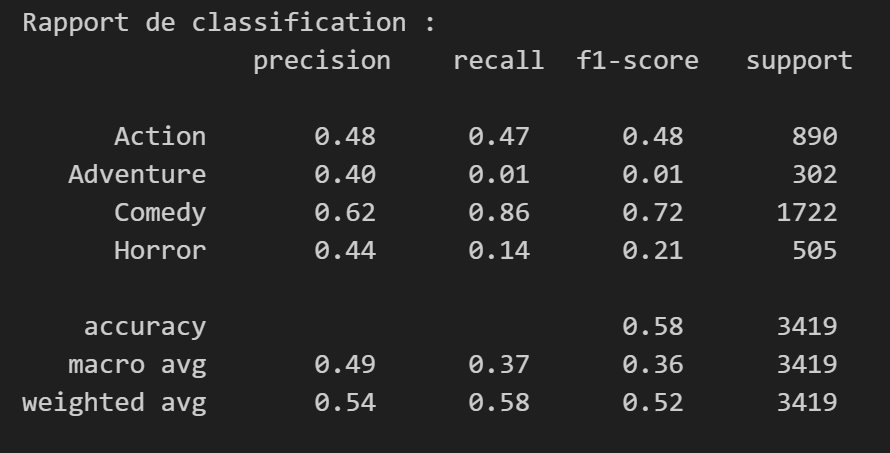 Rapport de classification :
precision recall f1-score support
Action 0.48 0.47 0.48 890
Adventure 0.40 0.01 0.01 302
Comedy 0.62 0.86 0.72 1722
Horror 0.44 0.14 0.21 505
accuracy 0.58 3419
macro avg 0.49 0.37 0.36 3419
weighted avg 0.54 0.58 0.52 3419